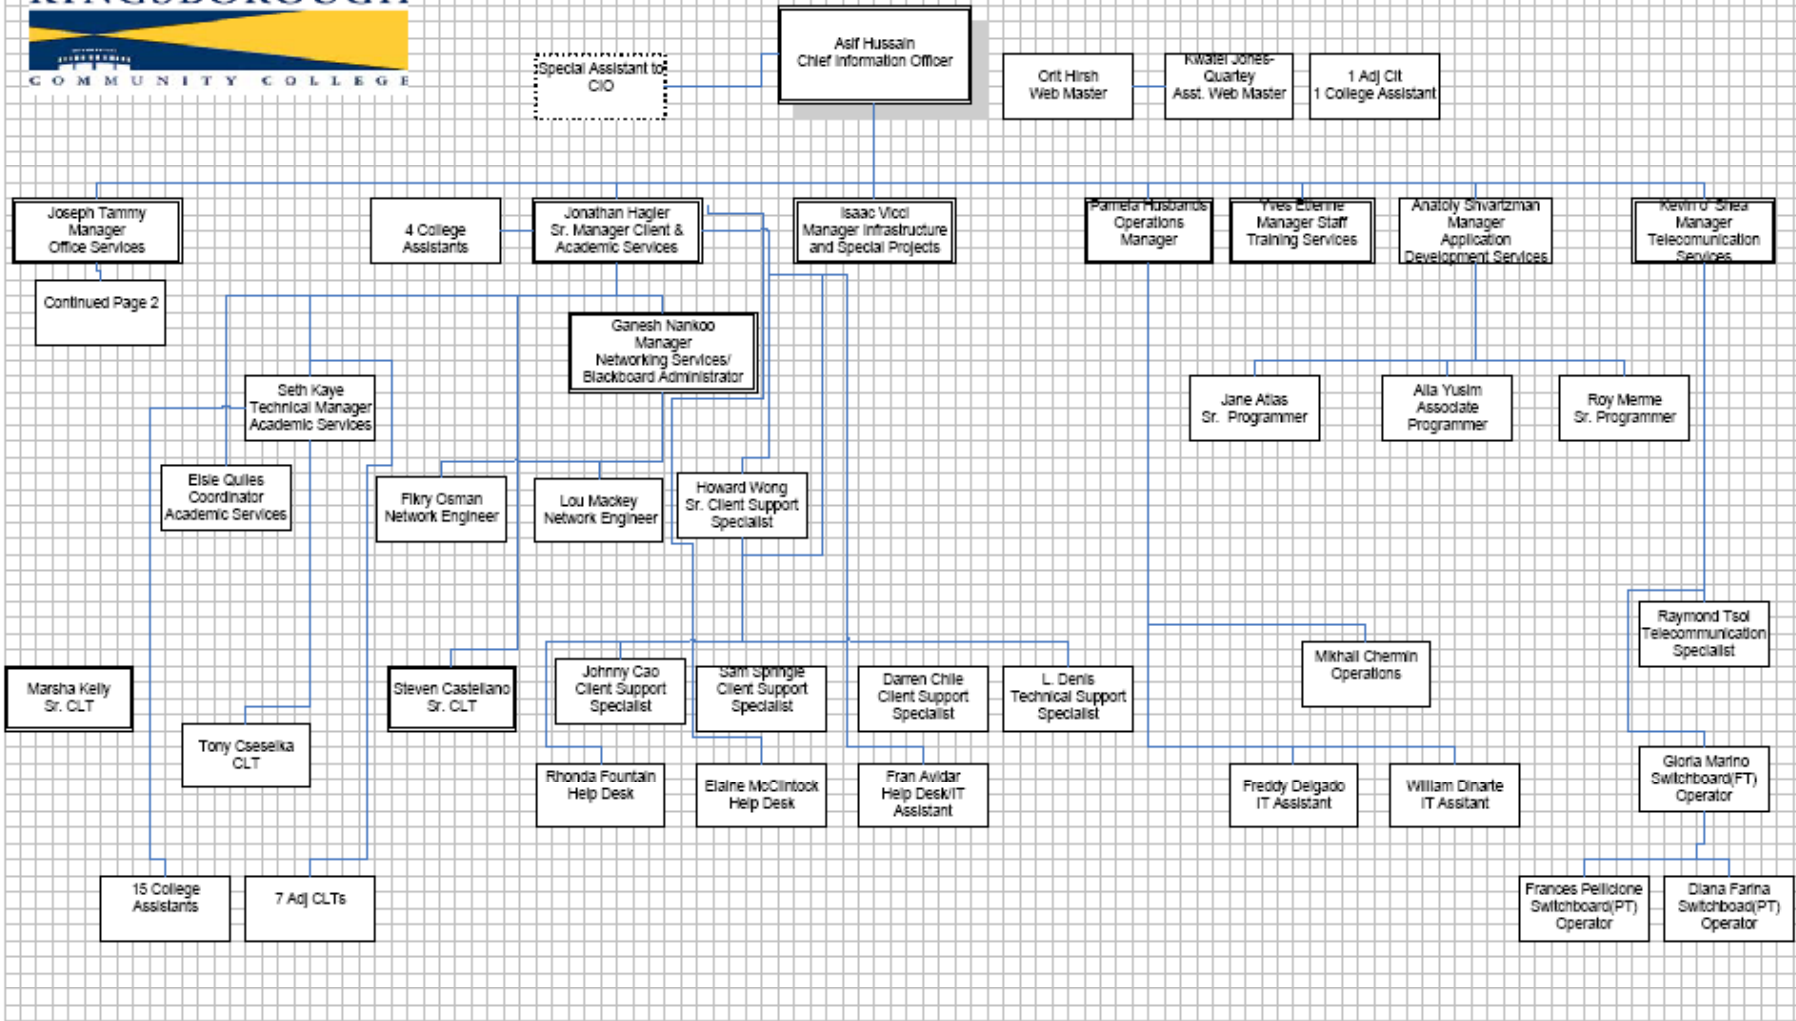 KINGSBOROUGH
COMMUNITY COLLEGE
Asif Hussain
Chief Information Officer
Special Assistant to
CIO
Orit Hirsh
Web Master
Kwatei Jones-
Quartey
Asst. Web Master
1 Adj Clt
1 College Assistant
Joseph Tammy
Manager
Office Services
4 College
Assistants
Jonathan Hagler
Sr. Manager Client &
Academic Services
Isaac Vicci
Manager Infrastructure
and Special Projects
Pamela Husbands
Operations
Manager
Yves Etienne
Manager Staff
Training Services
Anatoly Shvartzman
Manager
Application
Development Services
Kevin o' Shea
Manager
Telecomunication
Services
Continued Page 2
Ganesh Nankoo
Manager
Networking Services/
Blackboard Administrator
Seth Kaye
Technical Manager
Academic Services
Jane Atlas
Sr. Programmer
Alla Yusim
Associate
Programmer
Roy Merme
Sr. Programmer
Elsie Quiles
Coordinator
Academic Services
Fikry Osman
Network Engineer
Lou Mackey
Network Engineer
Howard Wong
Sr. Client Support
Specialist
Raymond Tsoi
Telecommunication
Specialist
Marsha Kelly
Sr. CLT
Steven Castellano
Sr. CLT
Johnny Cao
Client Support
Specialist
Sam Springle
Client Support
Specialist
Darren Chile
Client Support
Specialist
L. Denis
Technical Support
Specialist
Mikhail Chermin
Operations
Tony Cseselka
CLT
Rhonda Fountain
Help Desk
Elaine McClintock
Help Desk
Fran Avidar
Help Desk/IT
Assistant
Freddy Delgado
IT Assistant
William Dinarte
IT Assitant
Gloria Marino
Switchboard(FT)
Operator
15 College
Assistants
7 Adj CLTs
Frances Pellicione
Switchboard(PT)
Operator
Diana Farina
Switchboad(PT)
Operator